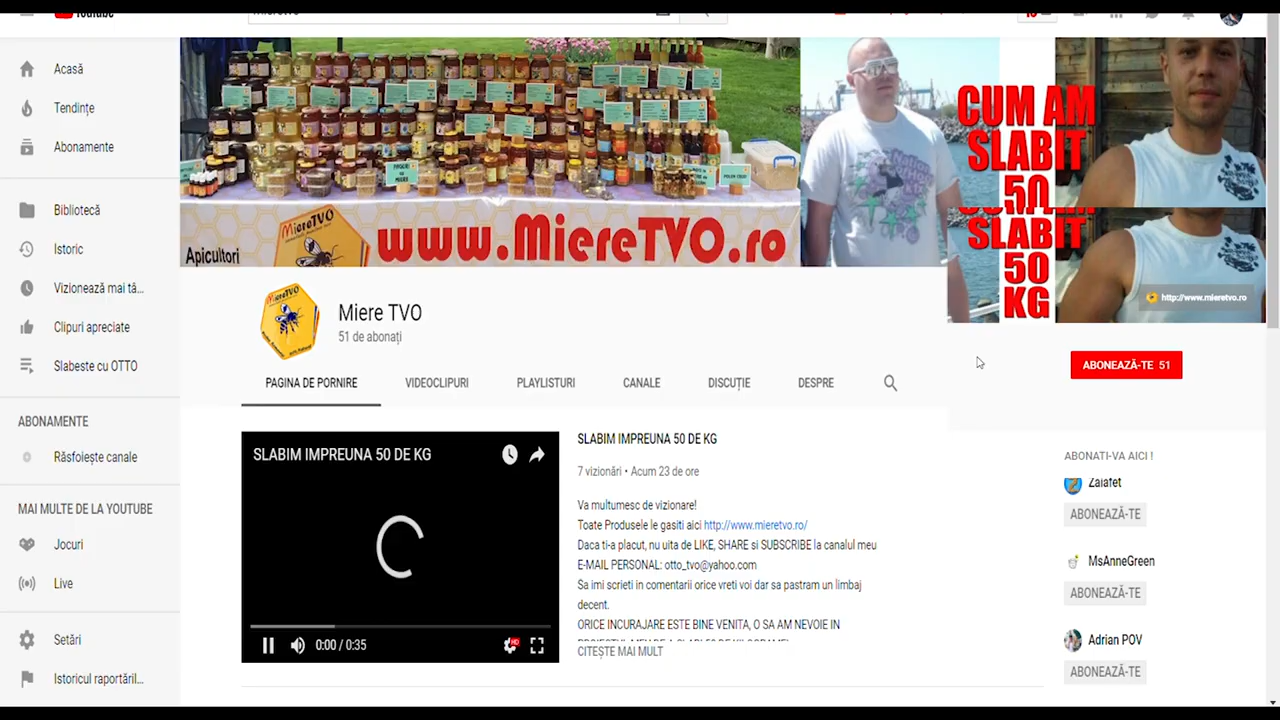 YouTube
mieretvo
Acasă
Tendințe
Abonamente
Bibliotecă
Istoric
Vizionează mai tâ...
Clipuri apreciate
Slabeste cu OTTO
ABONAMENTE
Răsfoiește canale
MAI MULTE DE LA YOUTUBE
Jocuri
Live
Setări
Istoricul raportăril...
MiereTVO
Apicultori
www.MiereTVO.ro
CUM AM
SLABIT
50
SLABIT
50
KG
http://www.mieretvo.ro
MiereTVO
Miere TVO
51 de abonați
ABONEAZĂ-TE 51
PAGINA DE PORNIRE
VIDEOCLIPURI
PLAYLISTURI
CANALE
DISCUȚIE
DESPRE
SLABIM IMPREUNA 50 DE KG
0:00 / 0:35
HD
SLABIM IMPREUNA 50 DE KG
7 vizionări • Acum 23 de ore
Va multumesc de vizionare!
Toate Produsele le gasiti aici http://www.mieretvo.ro/
Daca ti-a placut, nu uita de LIKE, SHARE si SUBSCRIBE la canalul meu
E-MAIL PERSONAL: otto_tvo@yahoo.com
Sa imi scrieti in comentarii orice vreti voi dar sa pastram un limbaj
decent.
ORICE INCURAJARE ESTE BINE VENITA, O SA AM NEVOIE IN
CITEȘTE MAI MULT
ABONATI-VA AICI !
Zaiafet
ABONEAZĂ-TE
MsAnneGreen
ABONEAZĂ-TE
Adrian POV
ABONEAZĂ-TE